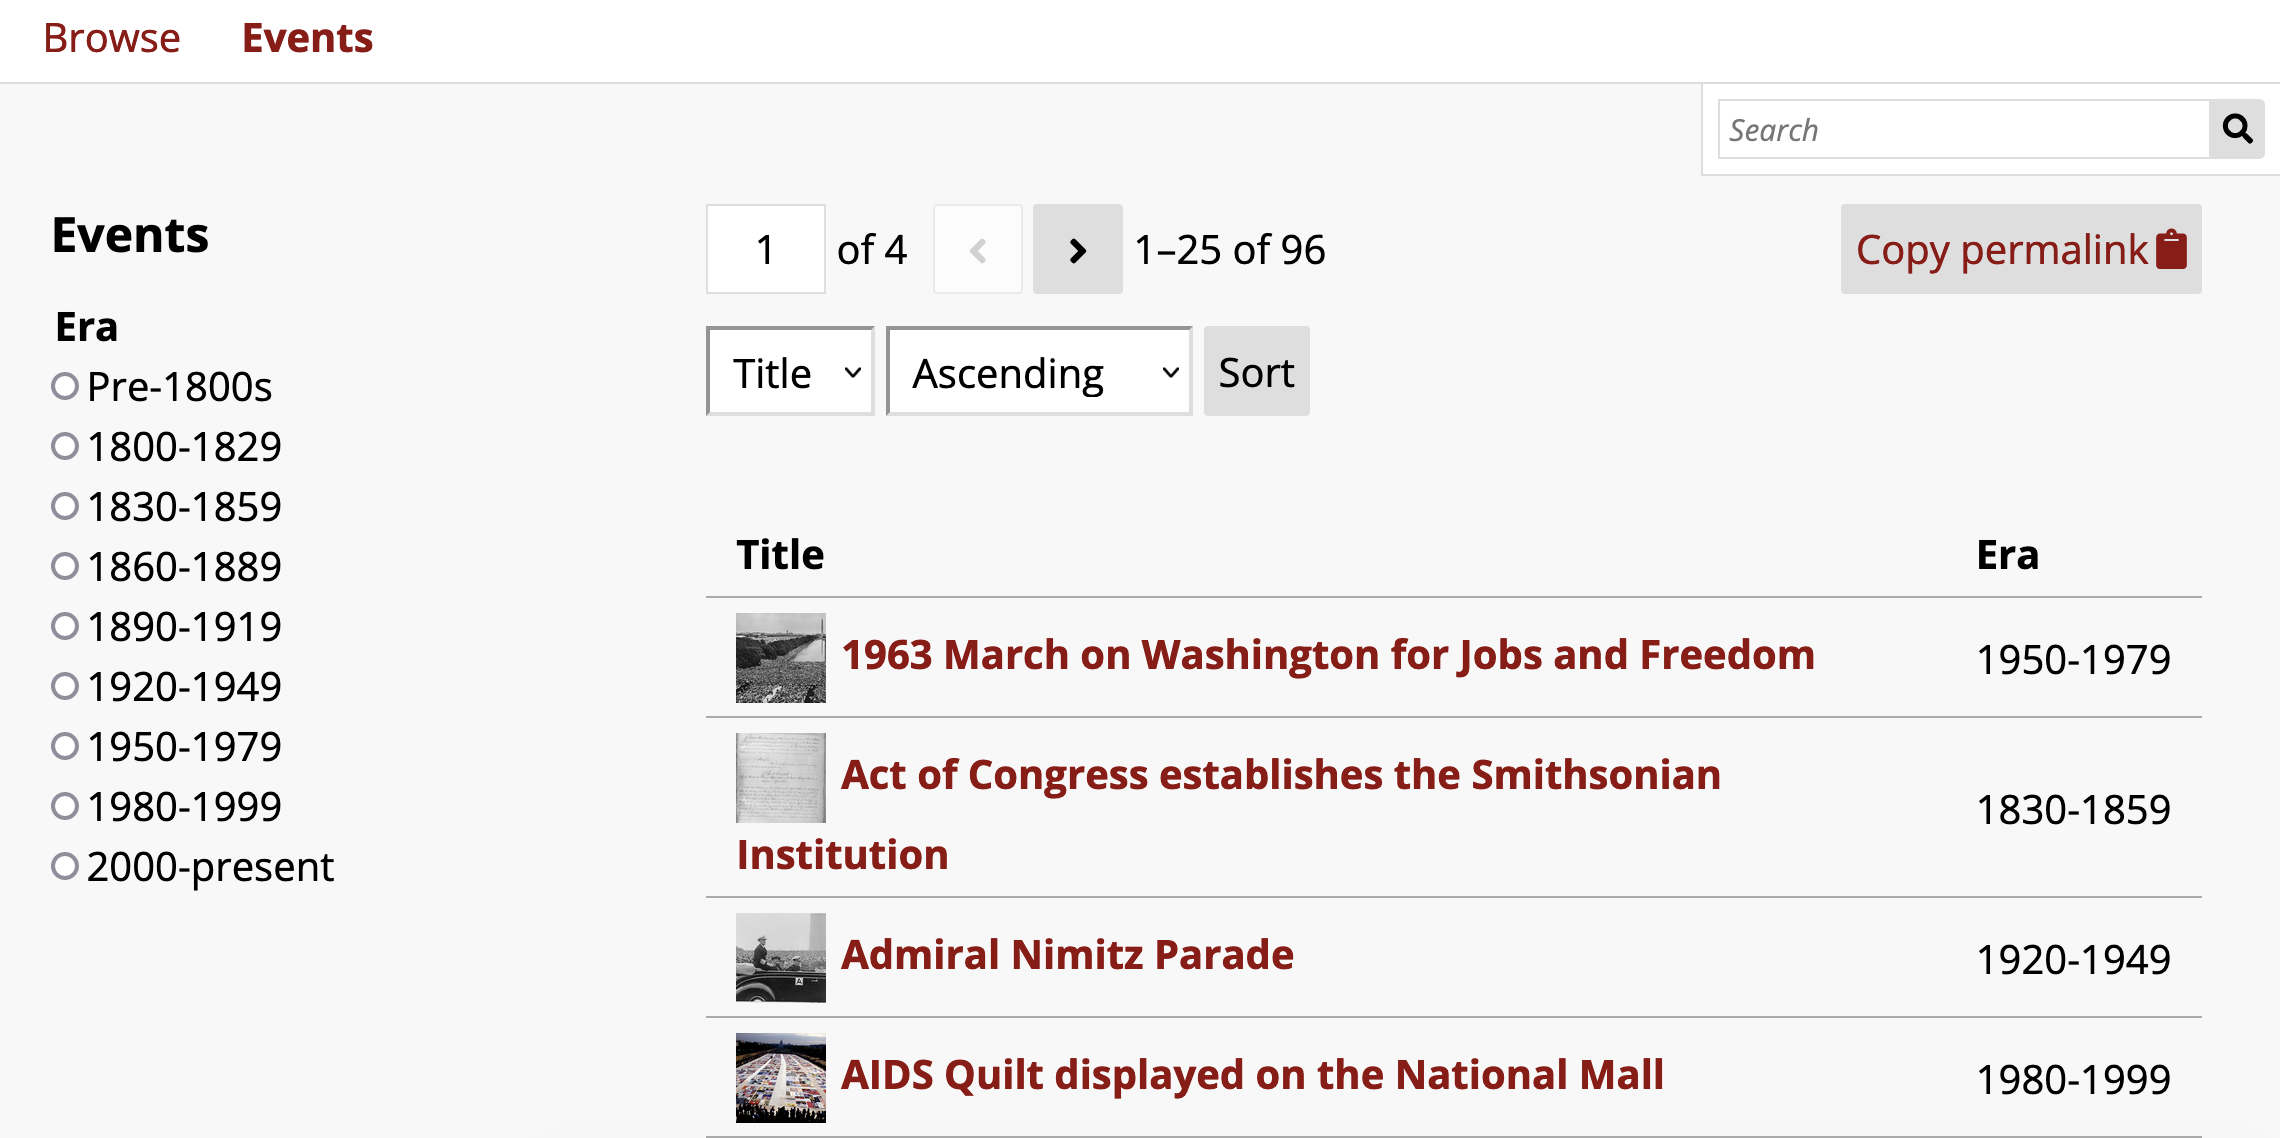 Browse Events
Search
Events
Era
Pre-1800s
1800-1829
1830-1859
1860-1889
1890-1919
1920-1949
1950-1979
1980-1999
2000-present
1 of 4 1–25 of 96 Copy permalink
Title Ascending Sort
Title Era
1963 March on Washington for Jobs and Freedom 1950-1979
Act of Congress establishes the Smithsonian
Institution 1830-1859
Admiral Nimitz Parade 1920-1949
AIDS Quilt displayed on the National Mall 1980-1999